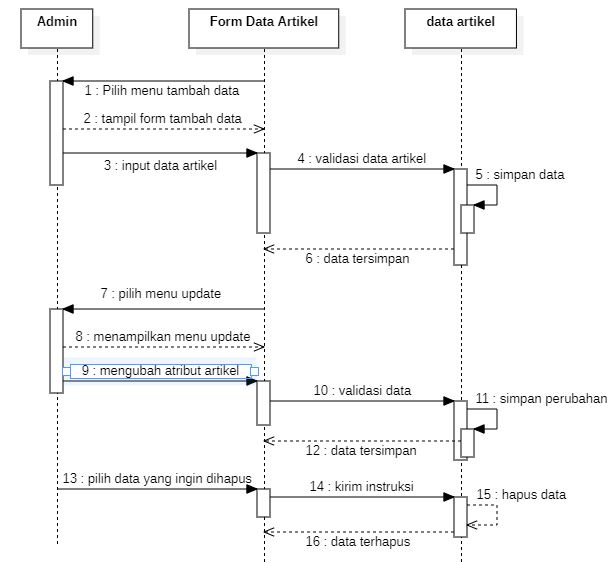 Admin
Form Data Artikel
data artikel
1 : Pilih menu tambah data
2 : tampil form tambah data
3 : input data artikel
4 : validasi data artikel
5 : simpan data
6 : data tersimpan
7 : pilih menu update
8 : menampilkan menu update
9 : mengubah atribut artikel
10 : validasi data
11 : simpan perubahan
12 : data tersimpan
13 : pilih data yang ingin dihapus
14 : kirim instruksi
15 : hapus data
16 : data terhapus